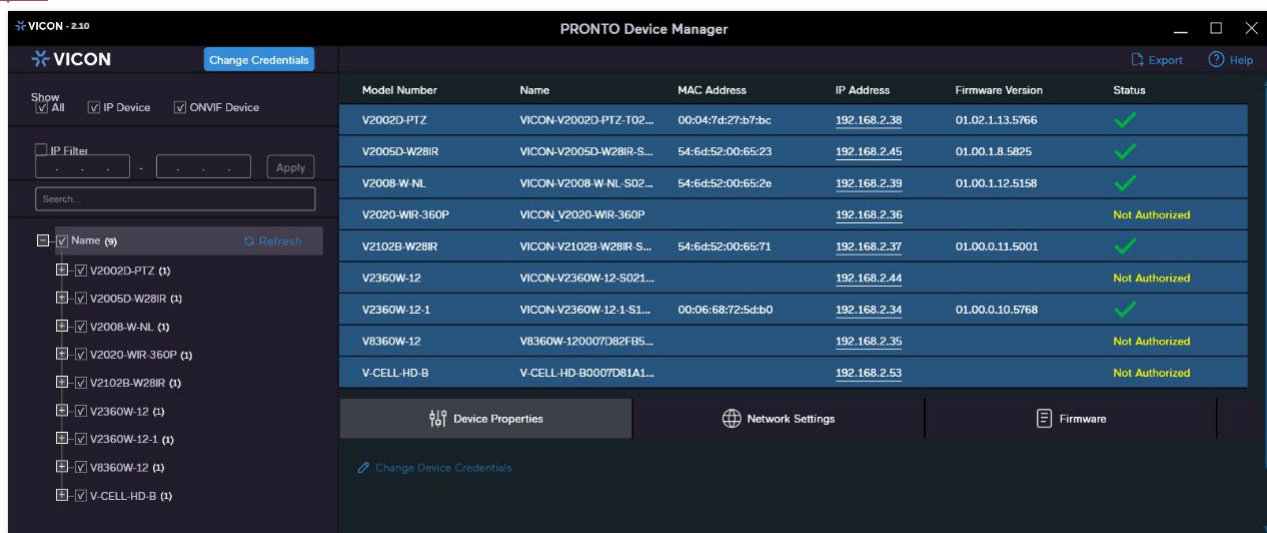 VICON - 2.10
PRONTO Device Manager
VICON
Change Credentials
Export
Help
Show
All
IP Device
ONVIF Device
IP Filter
. . . - . . .
Apply
Search...
Name (9)
Refresh
V2002D-PTZ (1)
V2005D-W28IR (1)
V2008-W-NL (1)
V2020-WIR-360P (1)
V2102B-W28IR (1)
V2360W-12 (1)
V2360W-12-1 (1)
V8360W-12 (1)
V-CELL-HD-B (1)
Model Number Name MAC Address IP Address Firmware Version Status
V2002D-PTZ VICON-V2002D-PTZ-T02... 00:04:7d:27:b7:bc 192.168.2.38 01.02.1.13.5766
V2005D-W28IR VICON-V2005D-W28IR-S... 54:6d:52:00:65:23 192.168.2.45 01.00.1.8.5825
V2008-W-NL VICON-V2008-W-NL-S02... 54:6d:52:00:65:2e 192.168.2.39 01.00.1.12.5158
V2020-WIR-360P VICON_V2020-WIR-360P 192.168.2.36 Not Authorized
V2102B-W28IR VICON-V2102B-W28IR-S... 54:6d:52:00:65:71 192.168.2.37 01.00.0.11.5001
V2360W-12 VICON-V2360W-12-S021... 192.168.2.44 Not Authorized
V2360W-12-1 VICON-V2360W-12-1-S1... 00:06:68:72:5d:b0 192.168.2.34 01.00.0.10.5768
V8360W-12 V8360W-120007D82FB5... 192.168.2.35 Not Authorized
V-CELL-HD-B V-CELL-HD-B0007D81A1... 192.168.2.53 Not Authorized
Device Properties
Network Settings
Firmware
Change Device Credentials